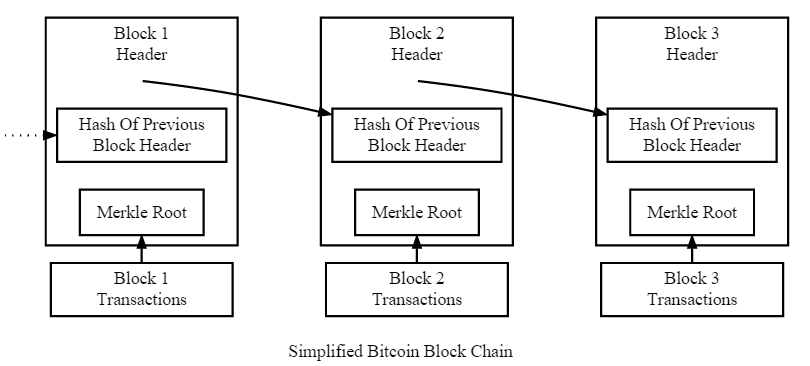 Block 1
Header
Hash Of Previous
Block Header
Merkle Root
Block 1
Transactions
Block 2
Header
Hash Of Previous
Block Header
Merkle Root
Block 2
Transactions
Block 3
Header
Hash Of Previous
Block Header
Merkle Root
Block 3
Transactions
Simplified Bitcoin Block Chain